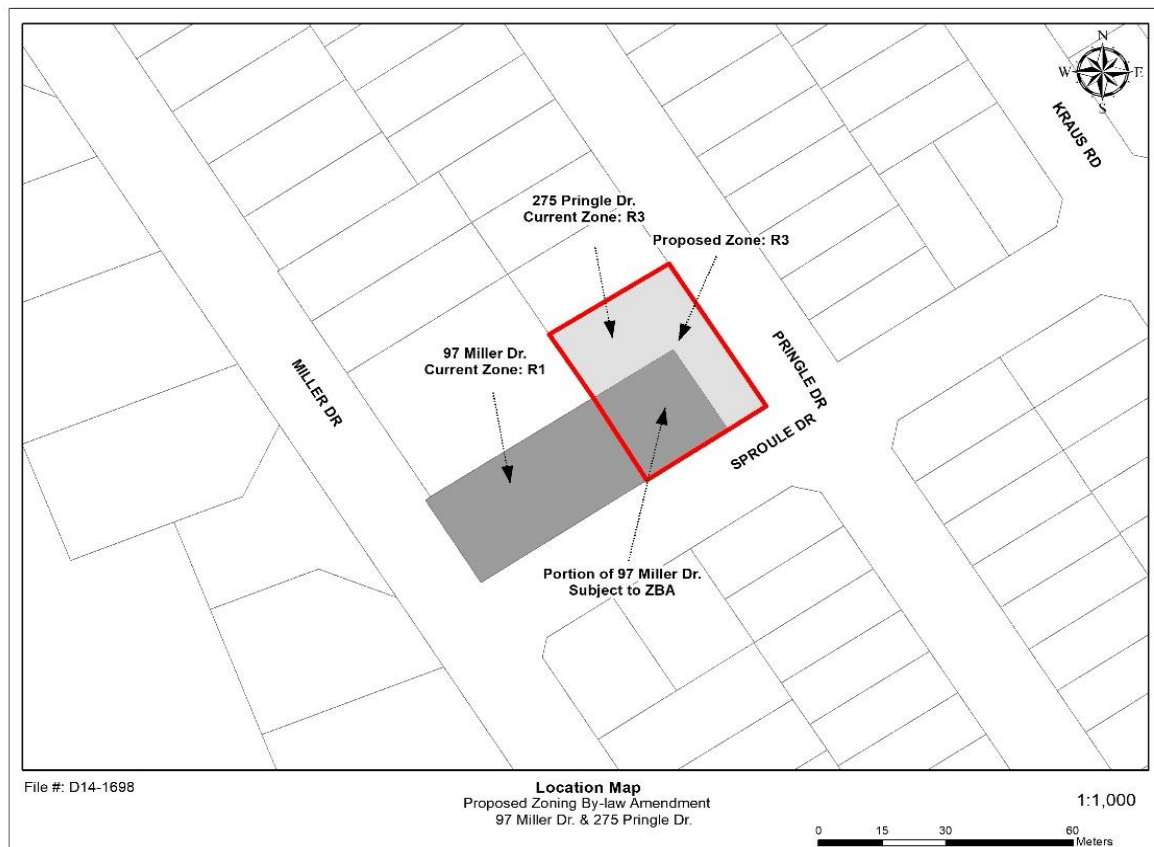 N
W
E
S
KRAUS RD
275 Pringle Dr.
Current Zone: R3
Proposed Zone: R3
97 Miller Dr.
Current Zone: R1
MILLER DR
PRINGLE DR
SPROULE DR
Portion of 97 Miller Dr.
Subject to ZBA
File #: D14-1698
Location Map
Proposed Zoning By-law Amendment
97 Miller Dr. & 275 Pringle Dr.
1:1,000
0 15 30 60
Meters